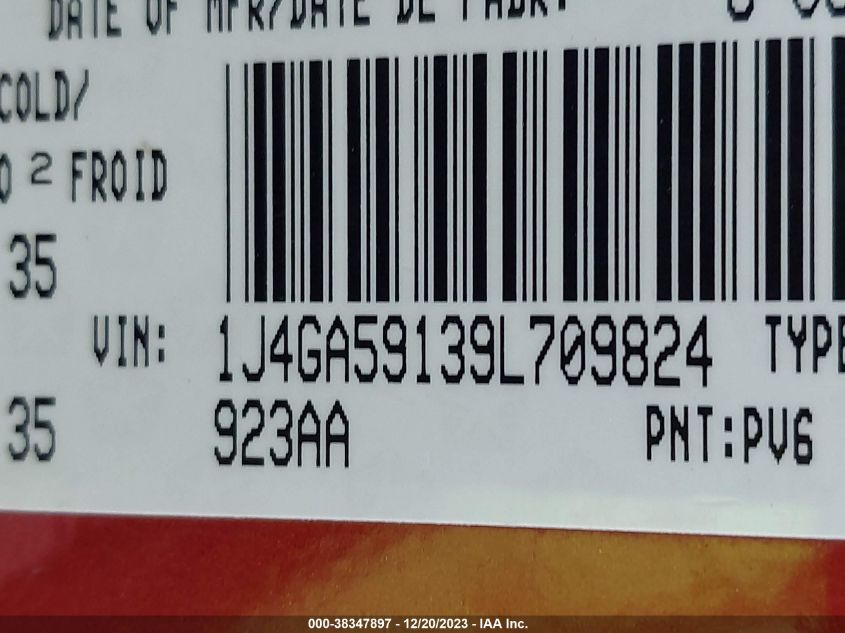 DATE OF MFR/DATE DE FABR.
COLD/
2 FROID
35
VIN: 1J4GA59139L709824 TYPE
35 923AA PNT:PV6
000-38347897 - 12/20/2023 - IAA Inc.